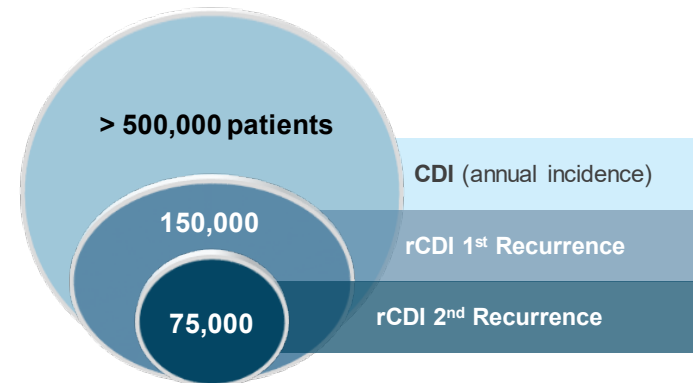 > 500,000 patients
CDI (annual incidence)
150,000
rCDI 1st Recurrence
75,000
rCDI 2nd Recurrence